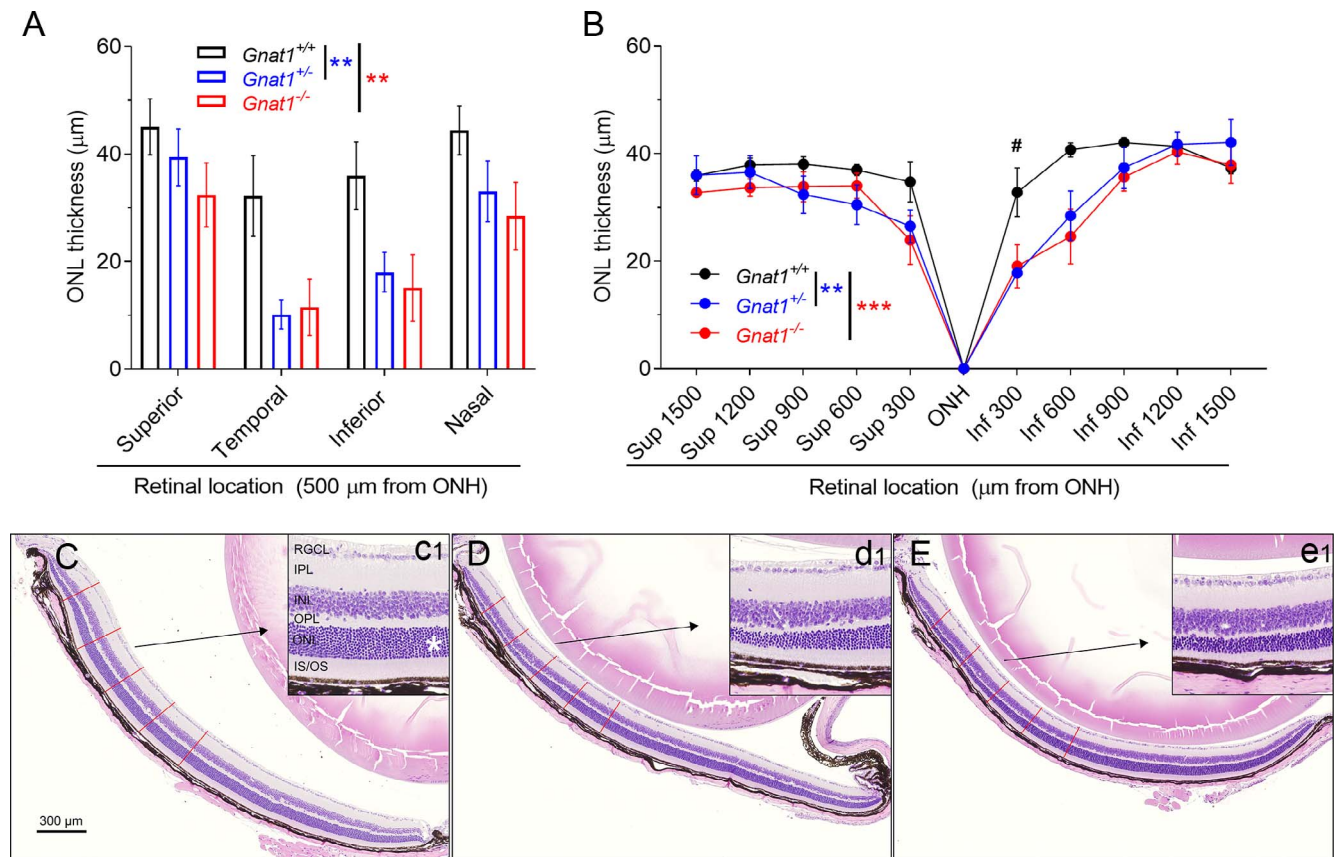 A
60
40
20
0
ONL thickness (μm)
Gnat1+/+
Gnat1+/-
Gnat1-/-
**
**
Superior
Temporal
Inferior
Nasal
Retinal location (500 μm from ONH)
B
60
40
20
0
ONL thickness (μm)
#
Gnat1+/+
Gnat1+/-
Gnat1-/-
**
***
Sup 1500
Sup 1200
Sup 900
Sup 600
Sup 300
ONH
Inf 300
Inf 600
Inf 900
Inf 1200
Inf 1500
Retinal location (μm from ONH)
C
c1
RGCL
IPL
INL
OPL
ONL
*
IS/OS
300 μm
D
d1
E
e1